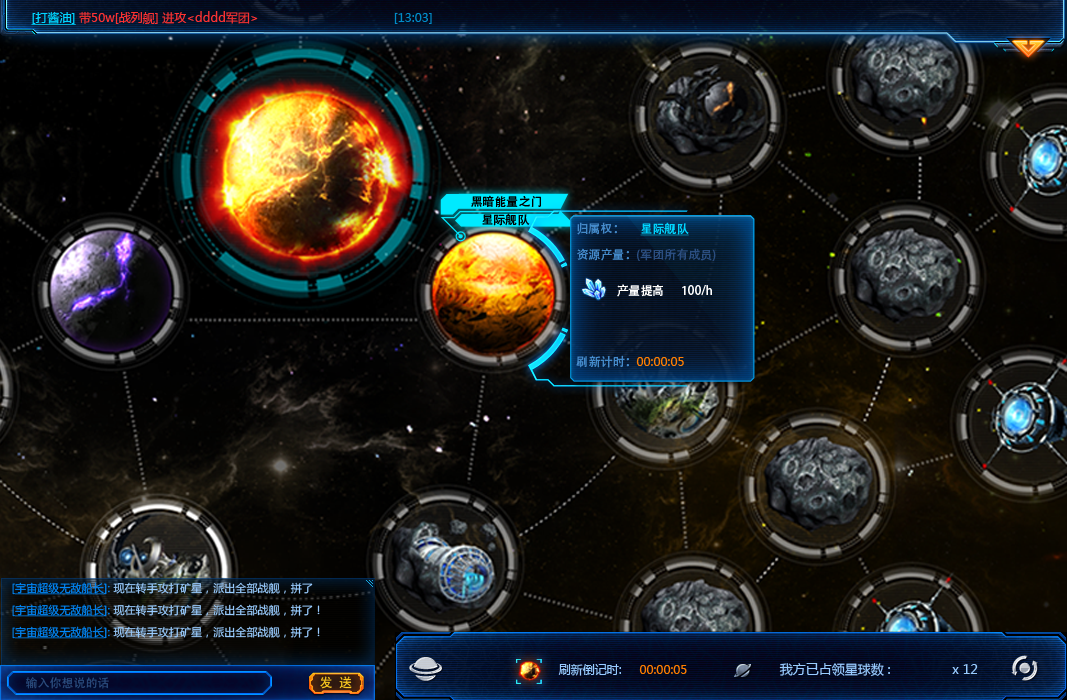 [打酱油] 带50w[战列舰] 进攻<dddd军团> [13:03]
黑暗能量之门
星际舰队
归属权： 星际舰队
资源产量：(军团所有成员)
产量提高 100/h
刷新计时：00:00:05
[宇宙超级无敌船长]: 现在转手攻打矿星，派出全部战舰，拼了
[宇宙超级无敌船长]: 现在转手攻打矿星，派出全部战舰，拼了！
[宇宙超级无敌船长]: 现在转手攻打矿星，派出全部战舰，拼了！
输入你想说的话 发 送
刷新倒记时: 00:00:05 我方已占领星球数： x 12